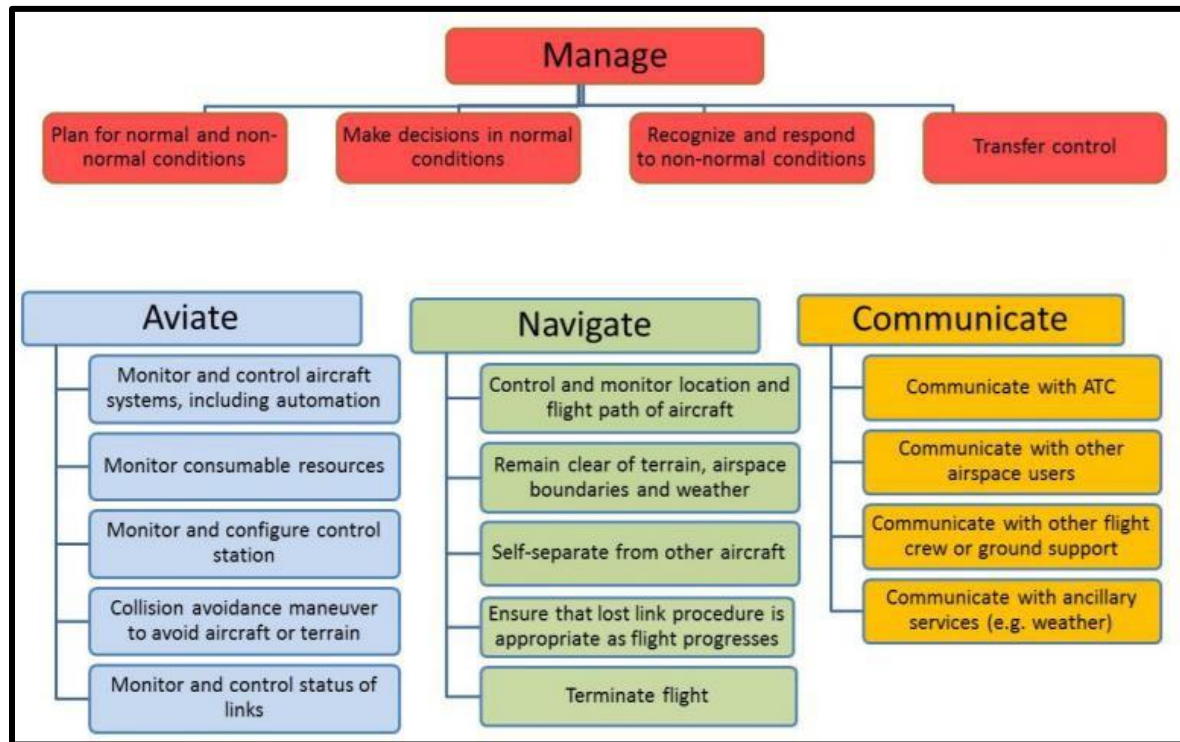 Manage
Plan for normal and non-
normal conditions
Make decisions in normal
conditions
Recognize and respond
to non-normal conditions
Transfer control
Aviate
Monitor and control aircraft
systems, including automation
Monitor consumable resources
Monitor and configure control
station
Collision avoidance maneuver
to avoid aircraft or terrain
Monitor and control status of
links
Navigate
Control and monitor location and
flight path of aircraft
Remain clear of terrain, airspace
boundaries and weather
Self-separate from other aircraft
Ensure that lost link procedure is
appropriate as flight progresses
Terminate flight
Communicate
Communicate with ATC
Communicate with other
airspace users
Communicate with other flight
crew or ground support
Communicate with ancillary
services (e.g. weather)